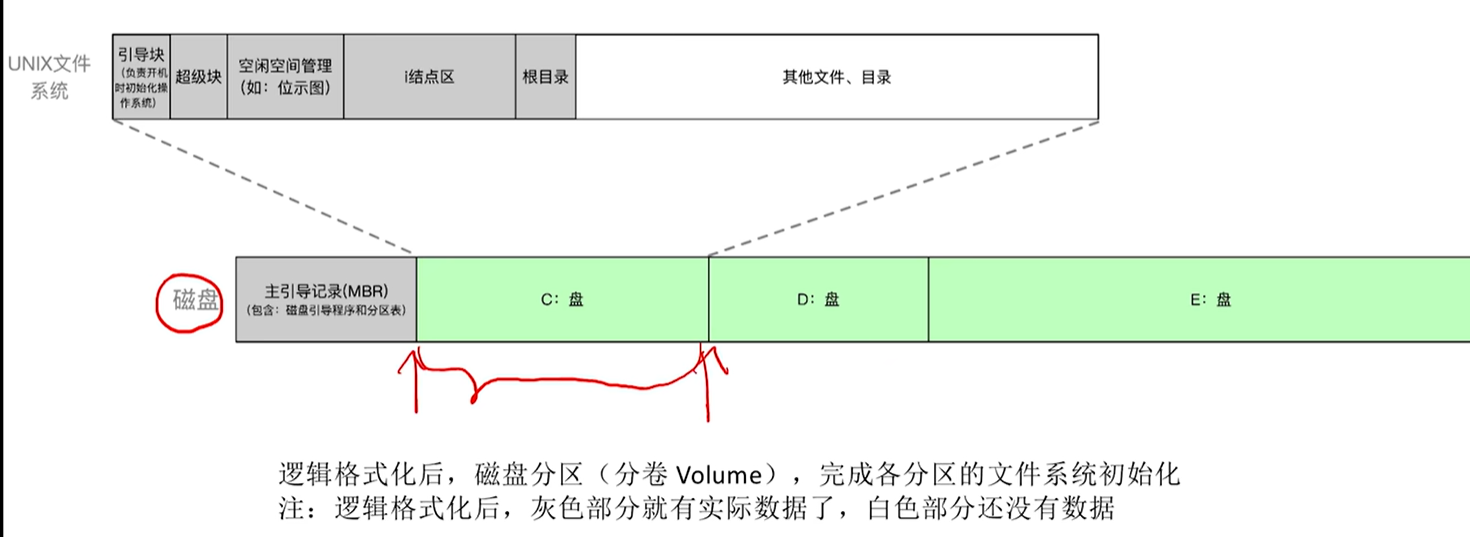 UNIX文件
系统
引导块
(负责开机
时初始化操
作系统)
超级块
空闲空间管理
(如：位示图)
i结点区
根目录
其他文件、目录
磁盘
主引导记录(MBR)
(包含：磁盘引导程序和分区表)
C：盘
D：盘
E：盘
逻辑格式化后，磁盘分区（分卷 Volume），完成各分区的文件系统初始化
注：逻辑格式化后，灰色部分就有实际数据了，白色部分还没有数据